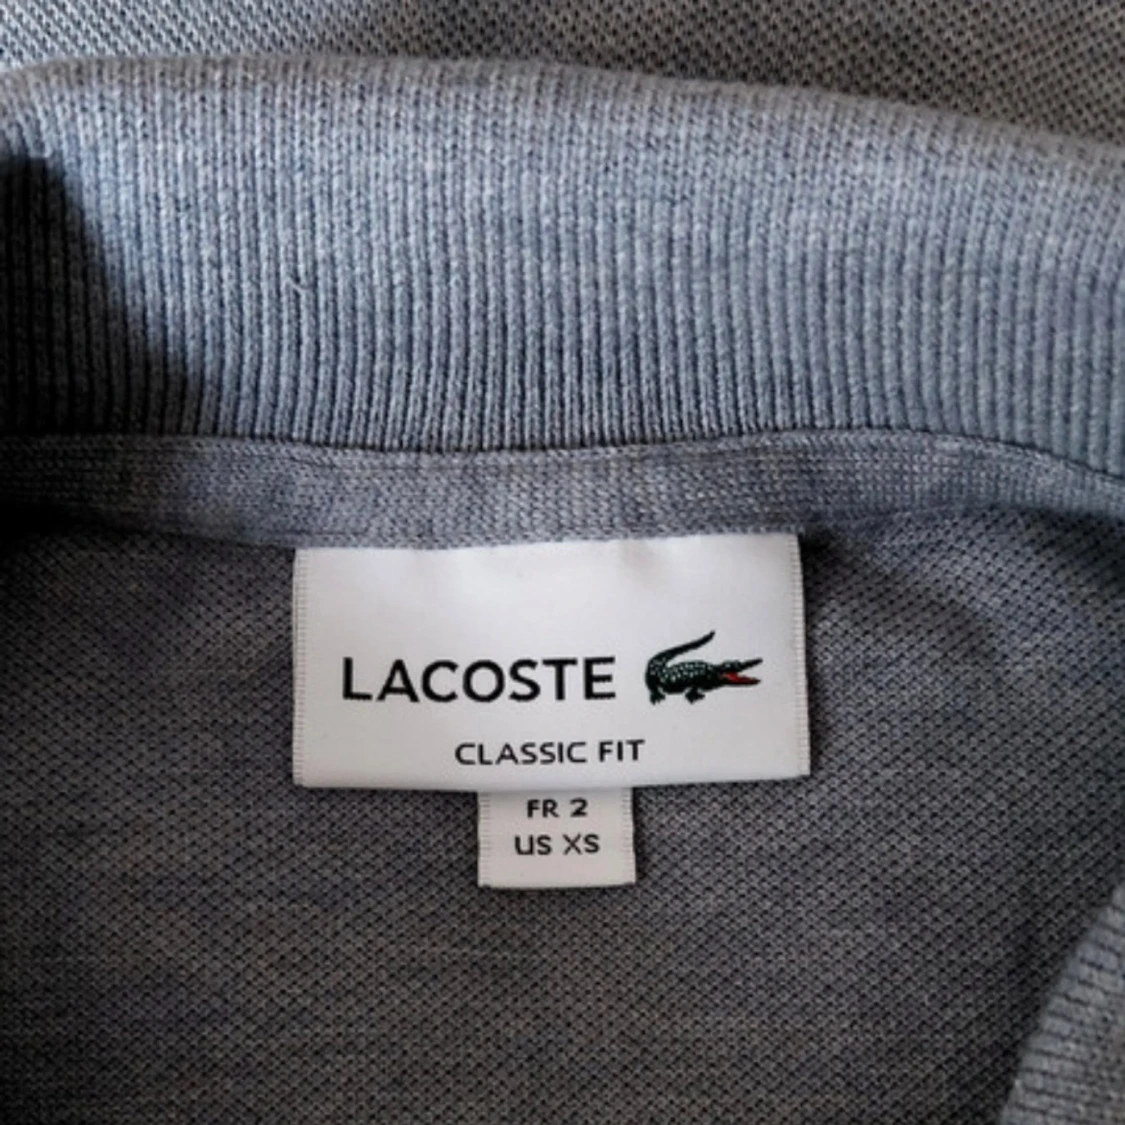 LACOSTE
CLASSIC FIT
FR 2
US XS